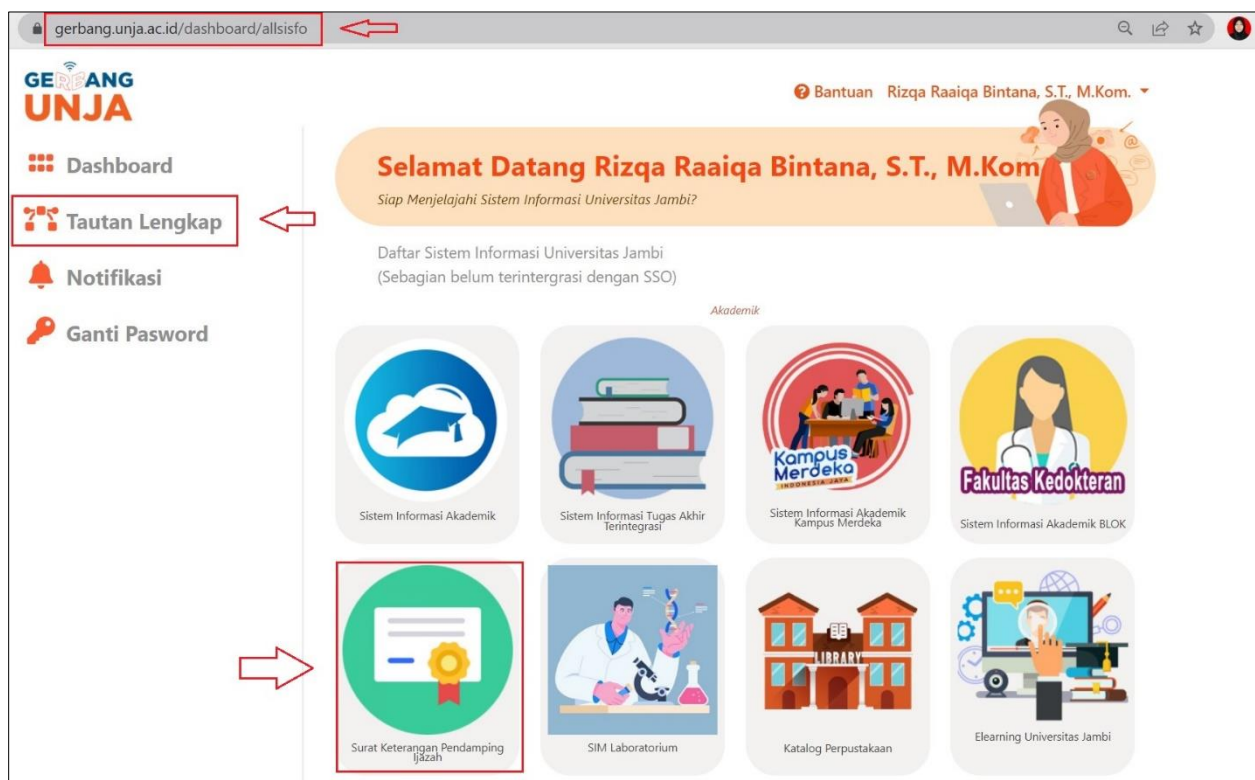 gerbang.unja.ac.id/dashboard/allsisfo
GERBANG
UNJA
Bantuan Rizqa Raaiqa Bintana, S.T., M.Kom.
Dashboard
Tautan Lengkap
Notifikasi
Ganti Pasword
Selamat Datang Rizqa Raaiqa Bintana, S.T., M.Kom
Siap Menjelajahi Sistem Informasi Universitas Jambi?
Daftar Sistem Informasi Universitas Jambi
(Sebagian belum terintergrasi dengan SSO)
Akademik
Kampus
Merdeka
INDONESIA JAYA
Fakultas Kedokteran
Sistem Informasi Akademik
Sistem Informasi Tugas Akhir
Terintegrasi
Sistem Informasi Akademik
Kampus Merdeka
Sistem Informasi Akademik BLOK
LIBRARY
Surat Keterangan Pendamping
Ijazah
SIM Laboratorium
Katalog Perpustakaan
Elearning Universitas Jambi